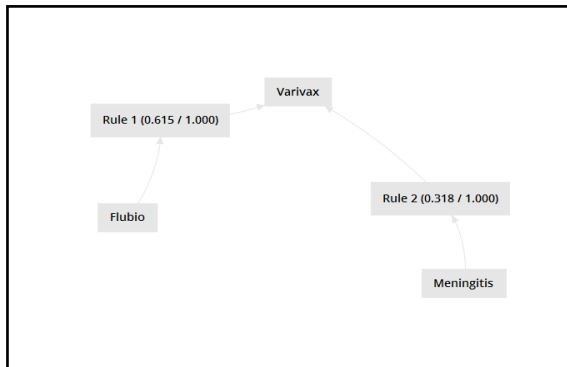 Varivax
Rule 1 (0.615 / 1.000)
Rule 2 (0.318 / 1.000)
Flubio
Meningitis